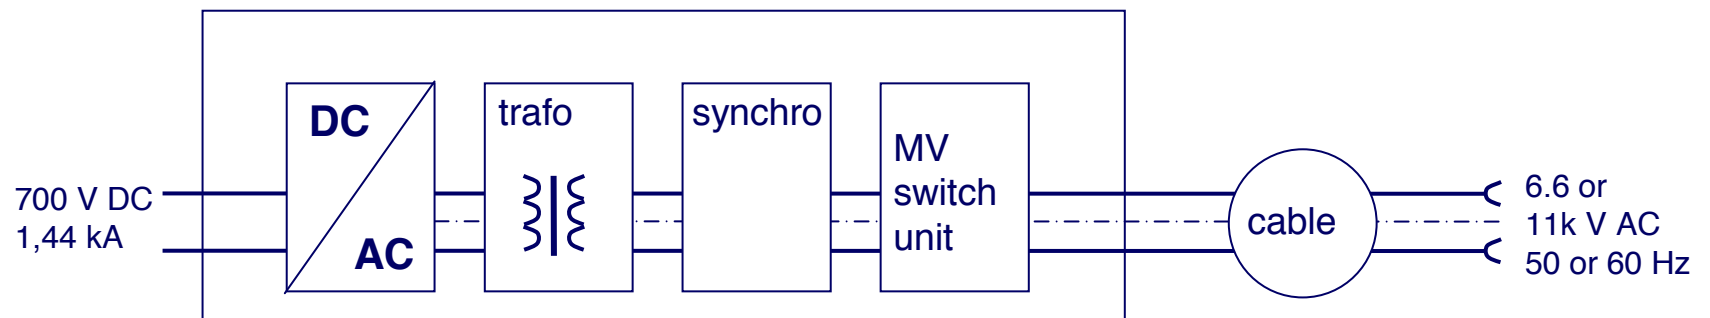 700 V DC
1,44 kA
DC
AC
trafo
synchro
MV
switch
unit
cable
6.6 or
11k V AC
50 or 60 Hz